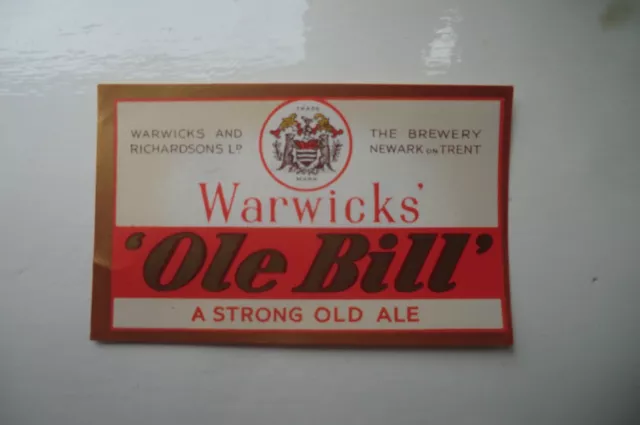 TRADE
WARWICKS AND
RICHARDSONS Lᴰ
THE BREWERY
NEWARK ON TRENT
MARK
Warwicks'
'Ole Bill'
A STRONG OLD ALE